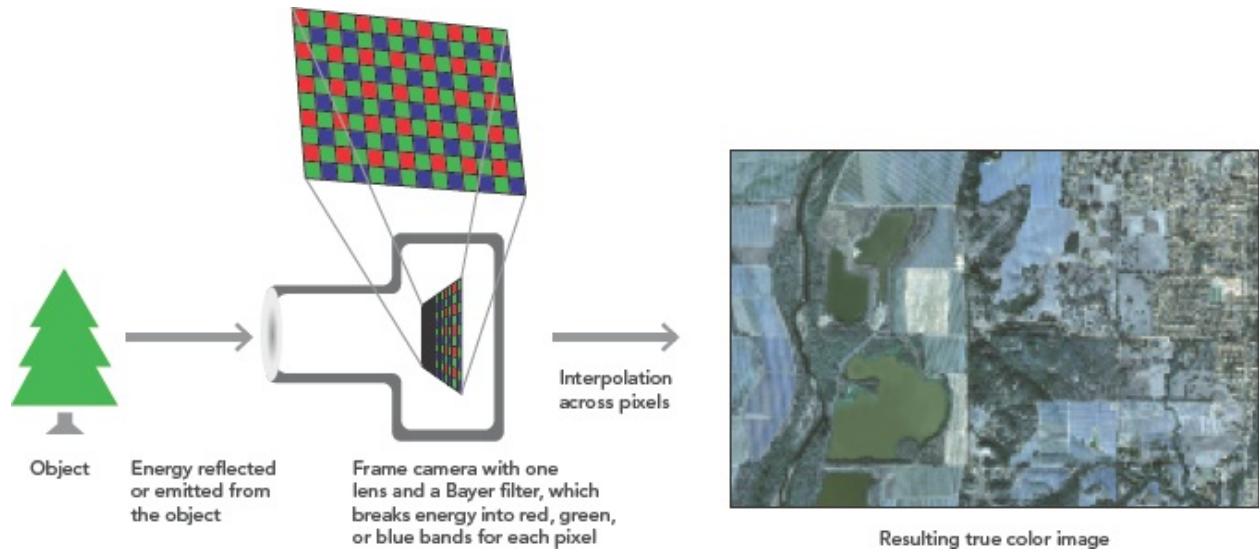 Object
Energy reflected
or emitted from
the object
Frame camera with one
lens and a Bayer filter, which
breaks energy into red, green,
or blue bands for each pixel
Interpolation
across pixels
Resulting true color image